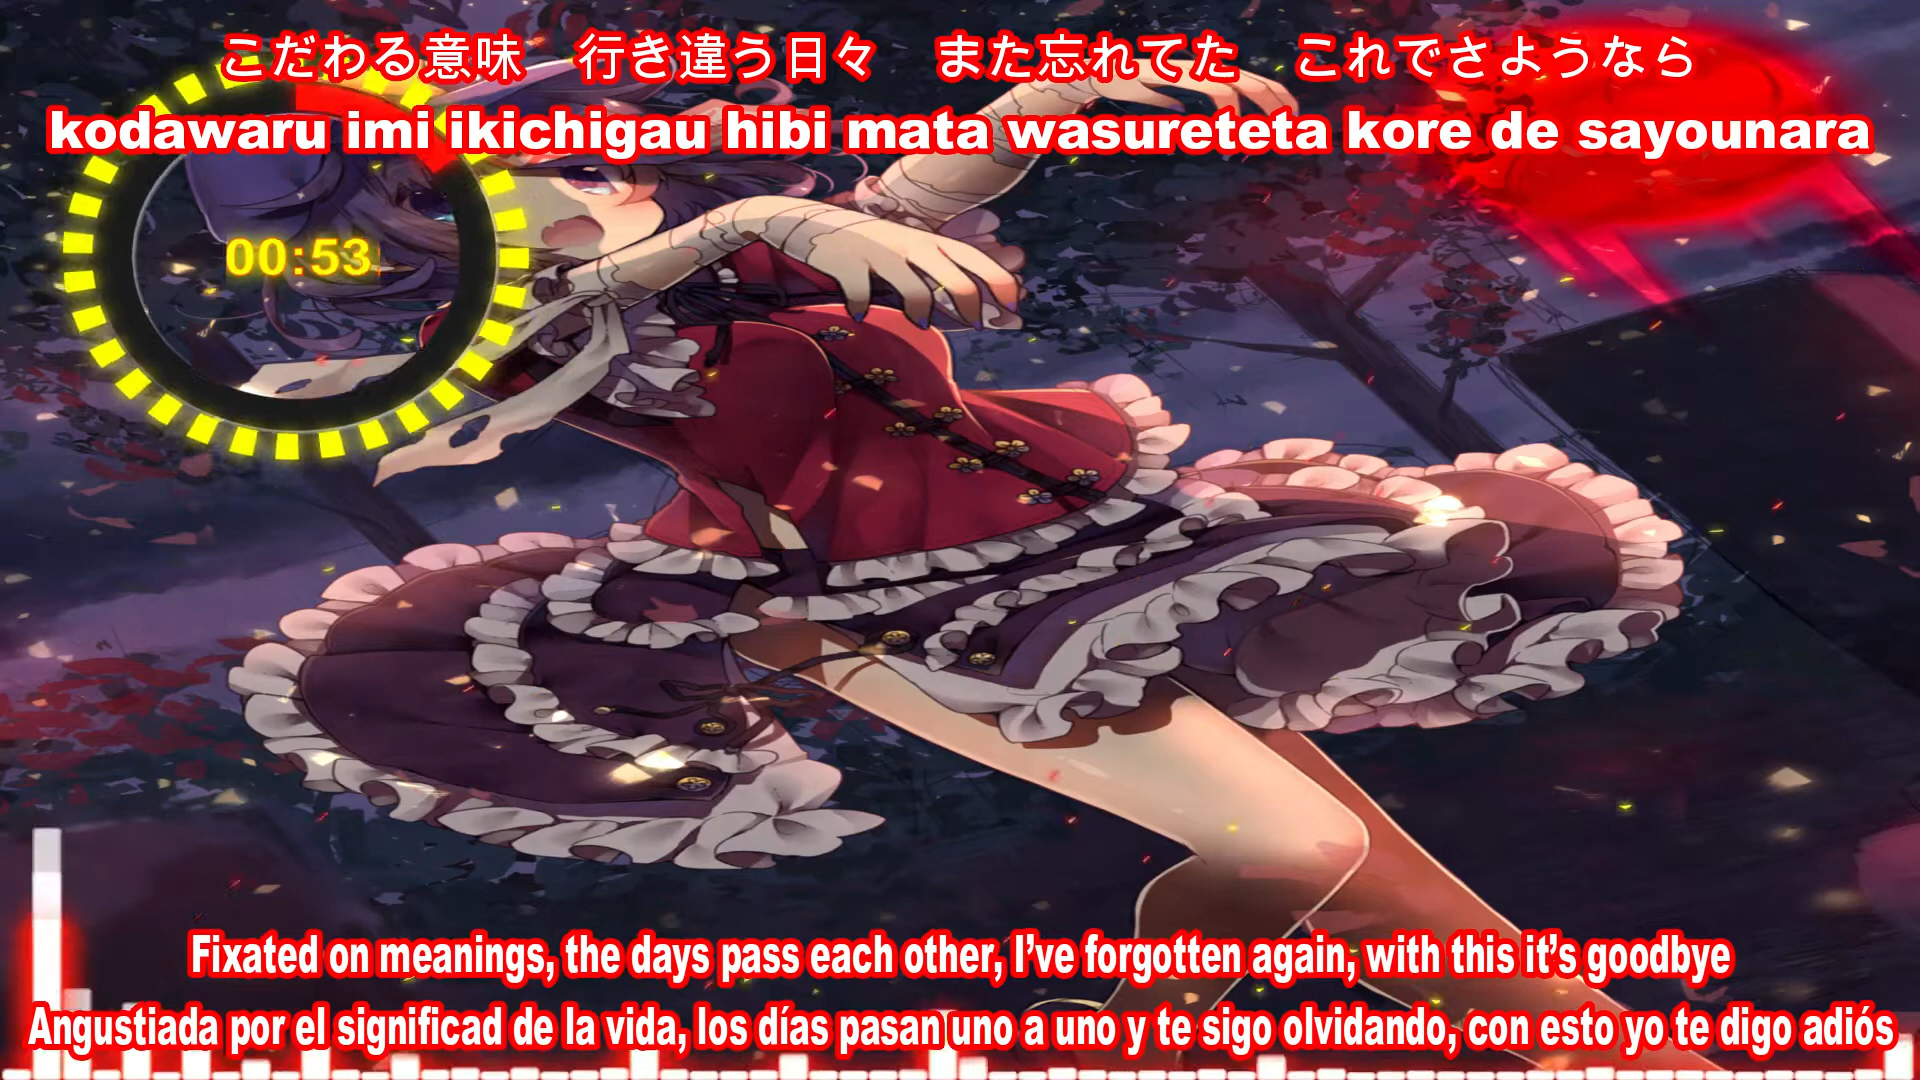 こだわる意味　行き違う日々　また忘れてた　これでさようなら
kodawaru imi ikichigau hibi mata wasureteta kore de sayounara
00:53
Fixated on meanings, the days pass each other, I’ve forgotten again, with this it’s goodbye
Angustiada por el significad de la vida, los días pasan uno a uno y te sigo olvidando, con esto yo te digo adiós